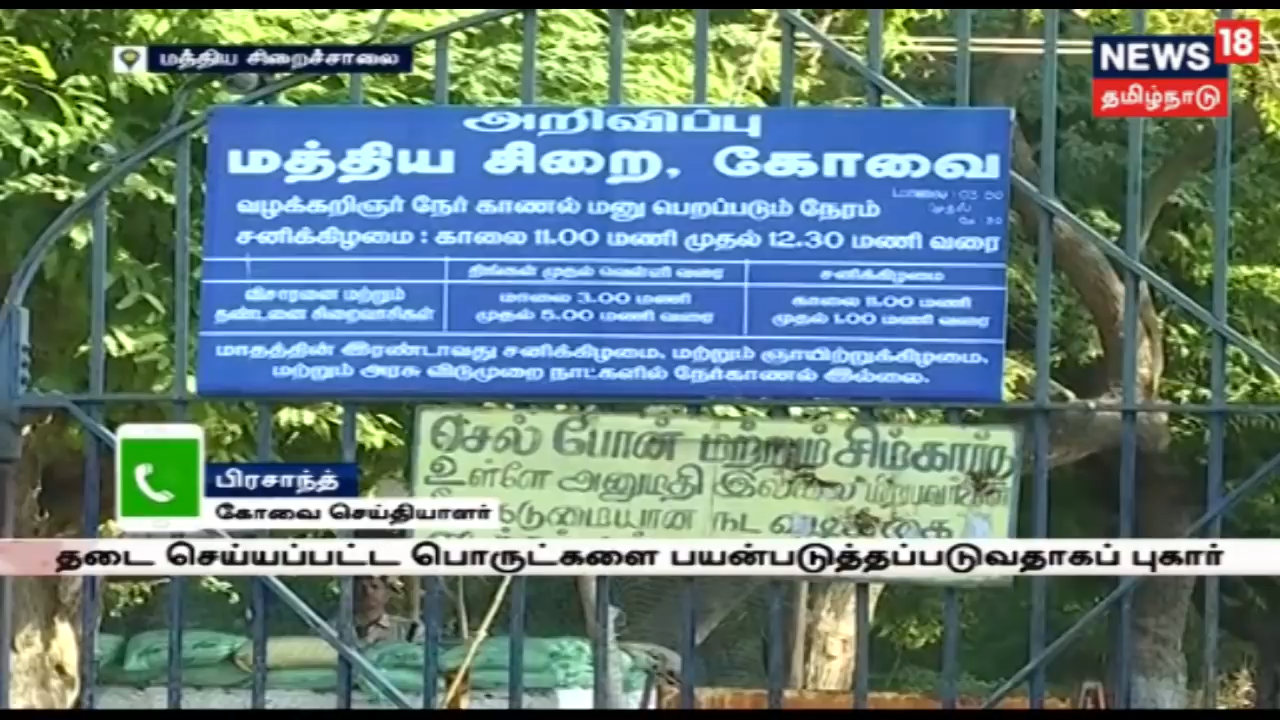 மத்திய சிறைச்சாலை
NEWS 18
தமிழ்நாடு
அறிவிப்பு
மத்திய சிறை, கோவை
வழக்கறிஞர் நேர் காணல் மனு பெறப்படும் நேரம்
மாலை : 03 00
முதல்
சனிக்கிழமை : காலை 11.00 மணி முதல் 12.30 மணி வரை
திங்கள் முதல் வெள்ளி வரை
சனிக்கிழமை
விசாரணை மற்றும்
தண்டனை சிறைவாசிகள்
மாலை 3.00 மணி
முதல் 5.00 மணி வரை
காலை 11.00 மணி
முதல் 1.00 மணி வரை
மாதத்தின் இரண்டாவது சனிக்கிழமை, மற்றும் ஞாயிற்றுக்கிழமை,
மற்றும் அரசு விடுமுறை நாட்களில் நேர்காணல் இல்லை.
செல் போன் மற்றும் சிம்கார்டு
உள்ளே அனுமதி இல்லை
பிரசாந்த்
கோவை செய்தியாளர்
தடை செய்யப்பட்ட பொருட்களை பயன்படுத்தப்படுவதாகப் புகார்